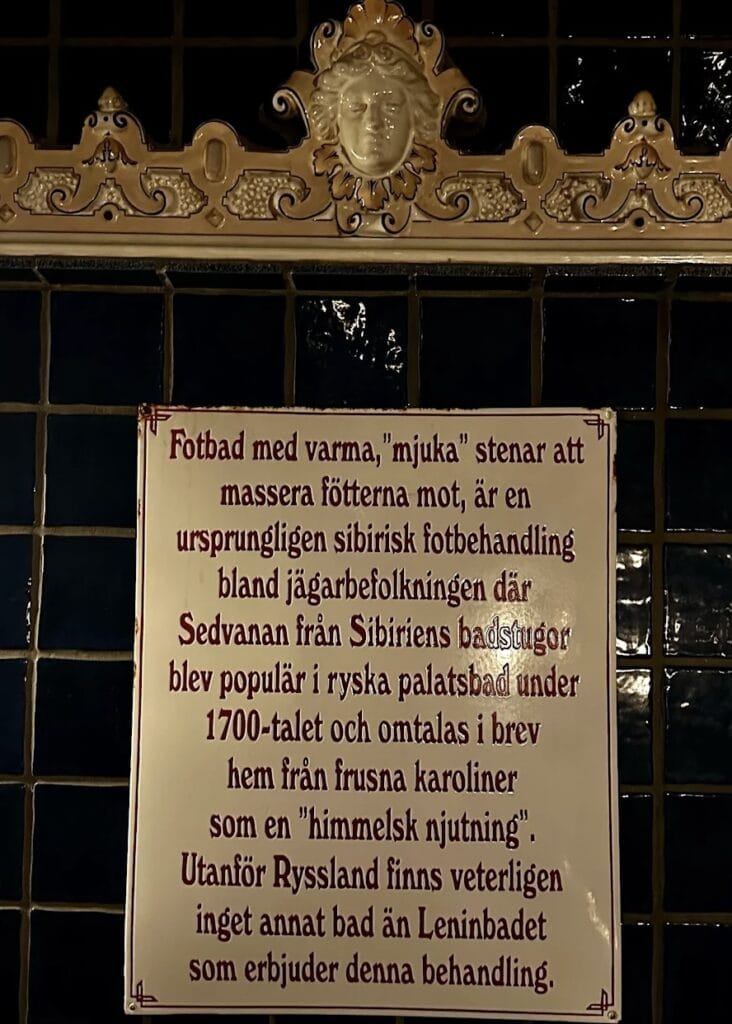 Fotbad med varma,"mjuka" stenar att
massera fötterna mot, är en
ursprungligen sibirisk fotbehandling
bland jägarbefolkningen där
Sedvanan från Sibiriens badstugor
blev populär i ryska palatsbad under
1700-talet och omtalas i brev
hem från frusna karoliner
som en "himmelsk njutning".
Utanför Ryssland finns veterligen
inget annat bad än Leninbadet
som erbjuder denna behandling.